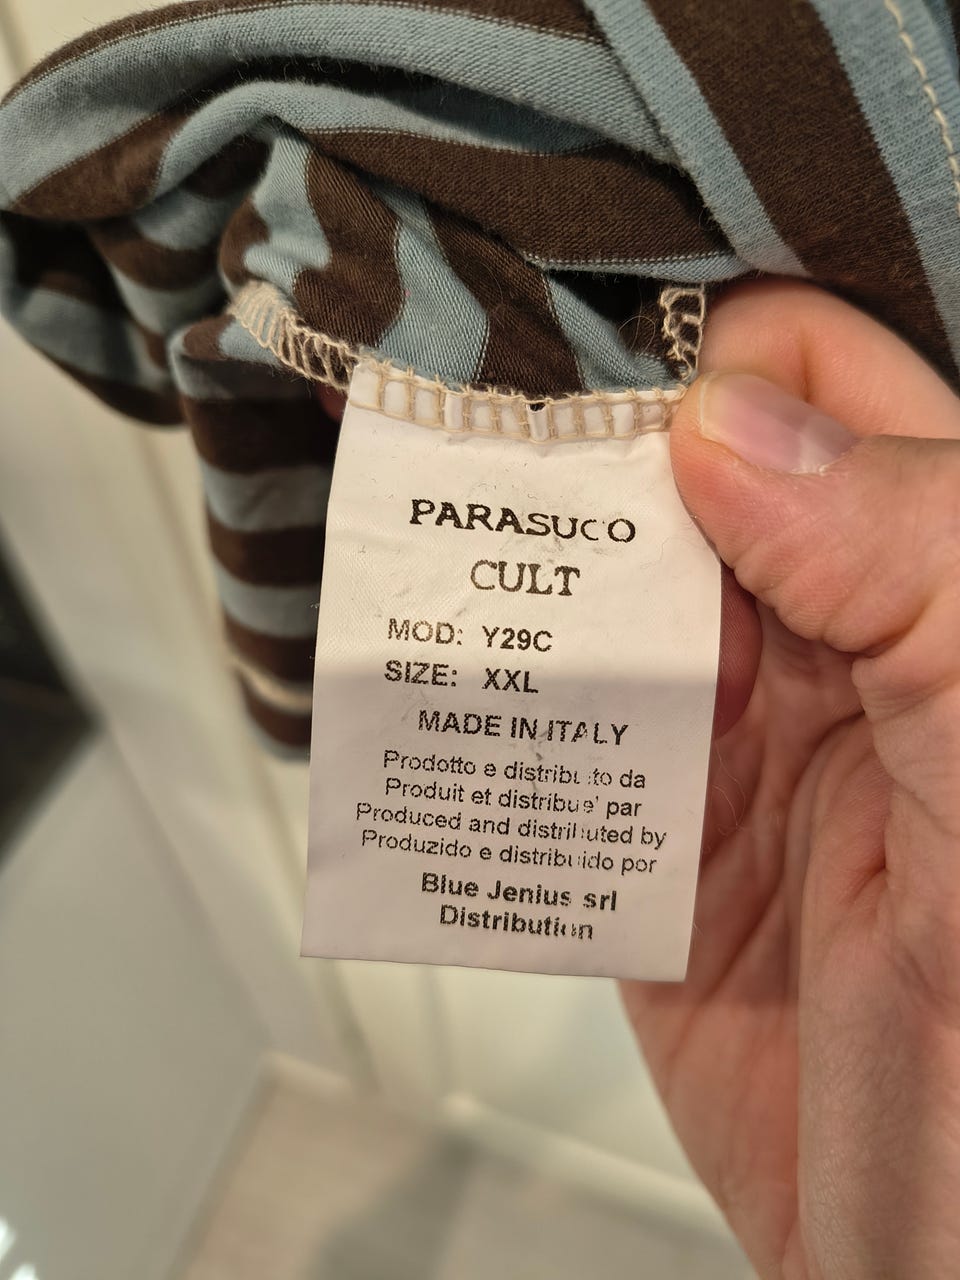 PARASUCO
CULT
MOD: Y29C
SIZE: XXL
MADE IN ITALY
Prodotto e distribuito da
Produit et distribue' par
Produced and distributed by
Produzido e distribuido por
Blue Jenius srl
Distribution